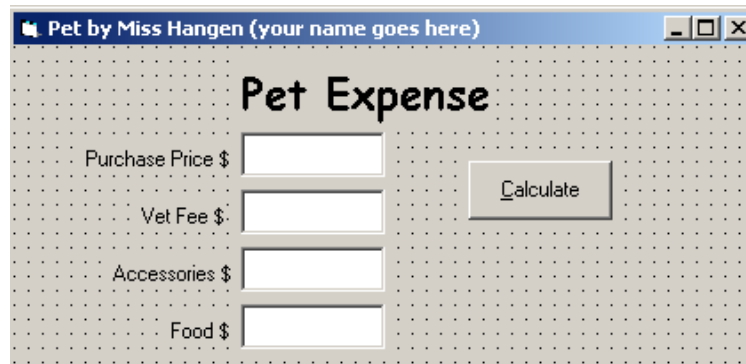 Pet by Miss Hangen (your name goes here)
Pet Expense
Purchase Price $
Calculate
Vet Fee $
Accessories $
Food $